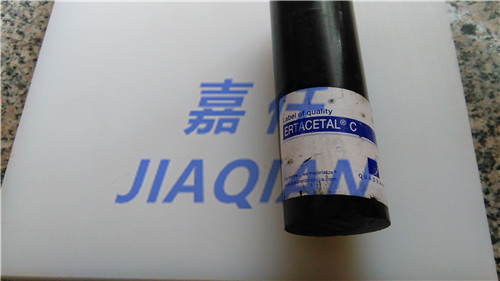 嘉仟
JIAQIAN
Label of quality
ERTACETAL® C